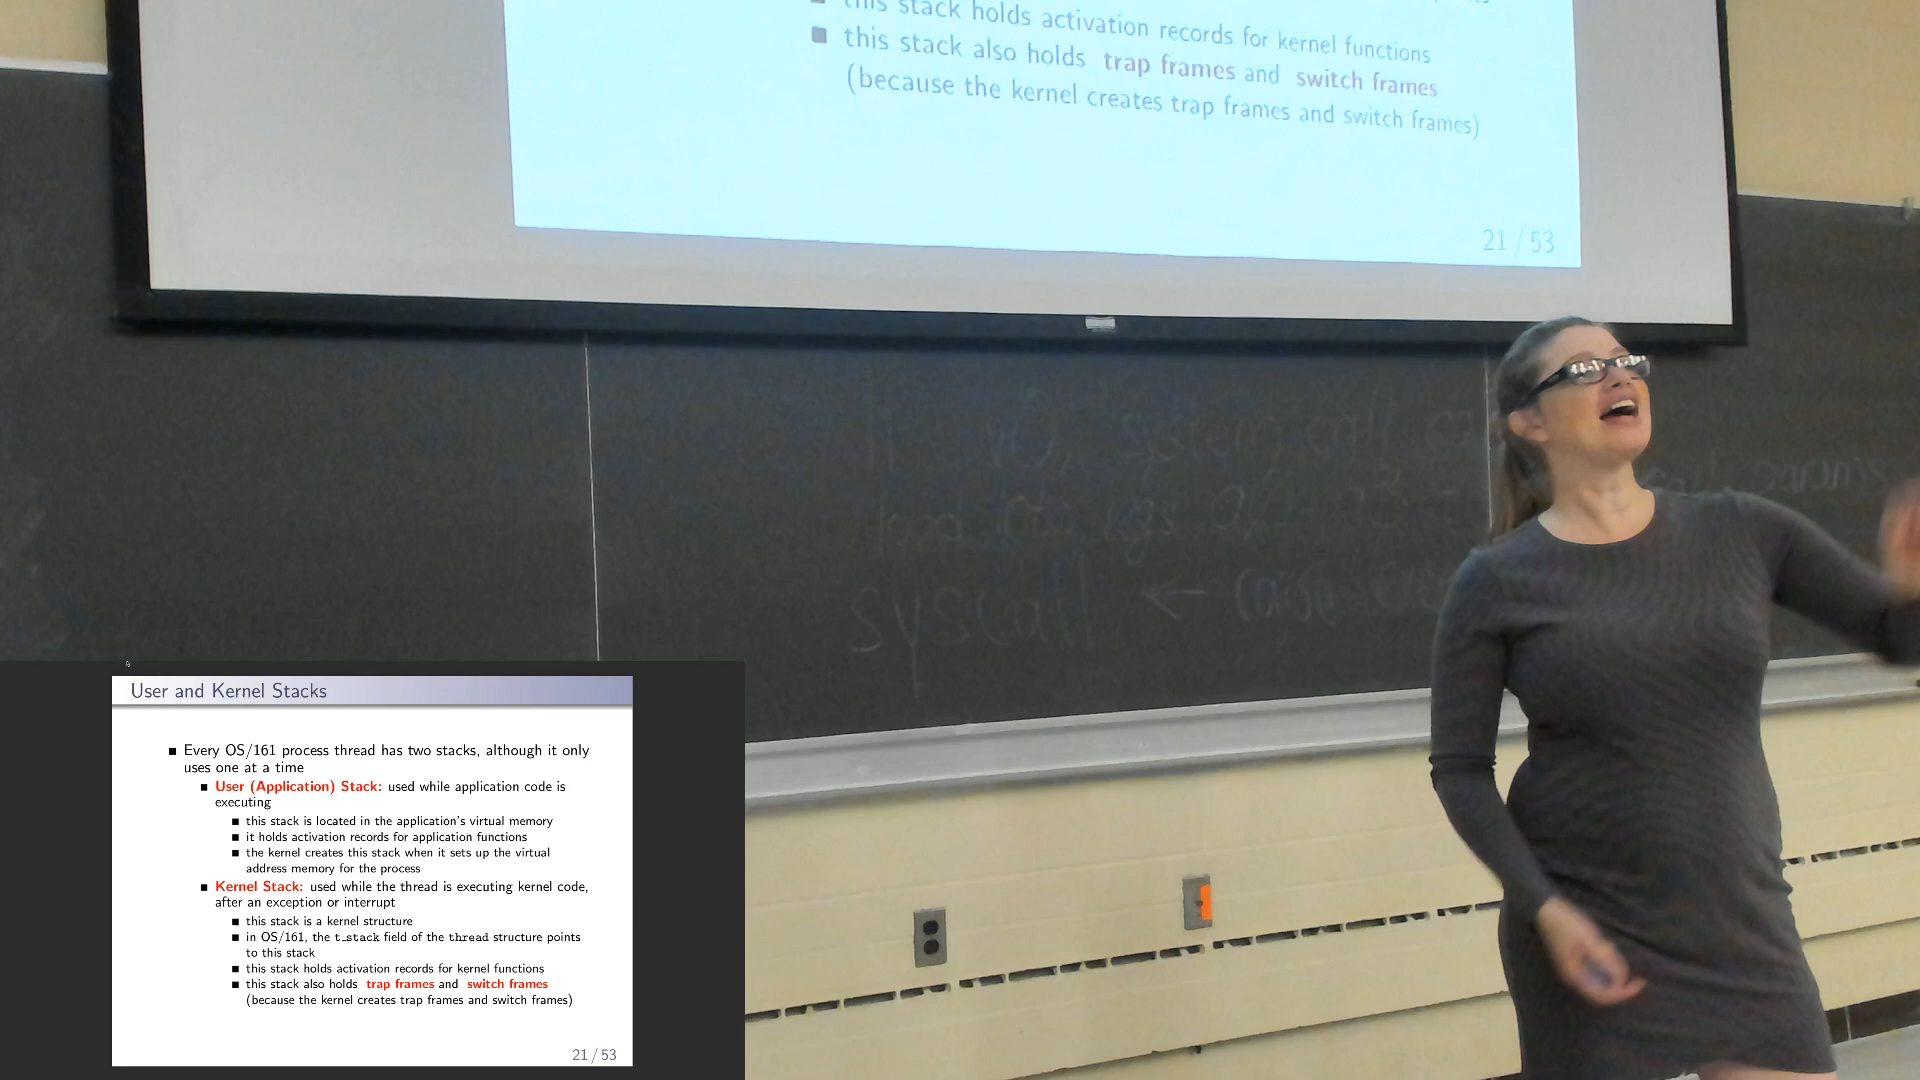 this stack holds activation records for kernel functions
■ this stack also holds trap frames and switch frames
(because the kernel creates trap frames and switch frames)
21 / 53
v0, system call
load into regs a0-a3
params
syscall ← raise
User and Kernel Stacks
■ Every OS/161 process thread has two stacks, although it only
uses one at a time
■ User (Application) Stack: used while application code is
executing
■ this stack is located in the application's virtual memory
■ it holds activation records for application functions
■ the kernel creates this stack when it sets up the virtual
address memory for the process
■ Kernel Stack: used while the thread is executing kernel code,
after an exception or interrupt
■ this stack is a kernel structure
■ in OS/161, the t_stack field of the thread structure points
to this stack
■ this stack holds activation records for kernel functions
■ this stack also holds trap frames and switch frames
(because the kernel creates trap frames and switch frames)
21 / 53